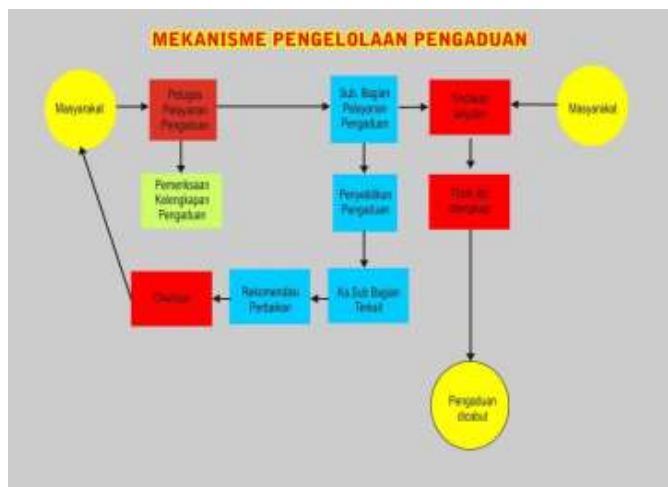 MEKANISME PENGELOLAAN PENGADUAN
Masyarakat
Petugas
Pelayanan
Pengaduan
Sub. Bagian
Pelayanan
Pengaduan
Masyarakat
Pemeriksaan
Kelengkapan
Pengaduan
Penyelidikan
Pengaduan
Rekomendasi
Perbaikan
Ka Sub Bagian
Terkait
Pengaduan
dicabut